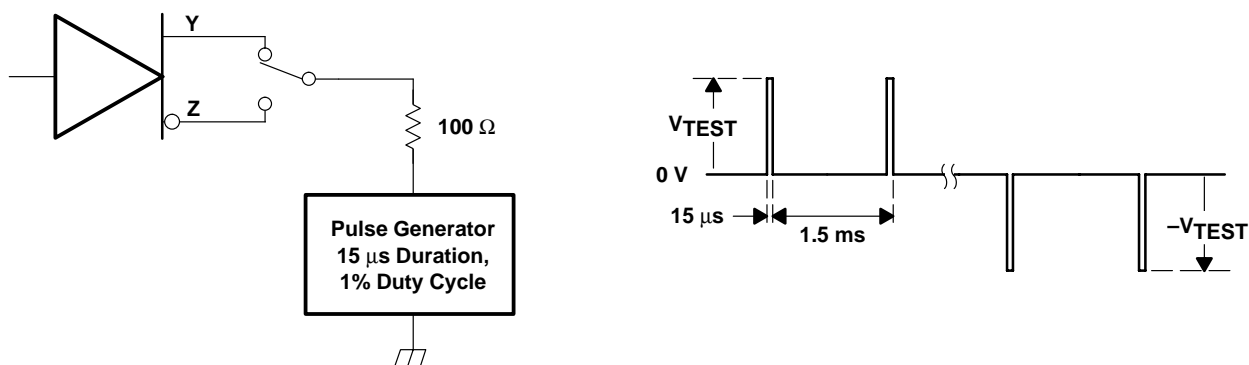 Y
Z
100 Ω
Pulse Generator
15 μs Duration,
1% Duty Cycle
VTEST
0 V
15 μs
1.5 ms
–VTEST